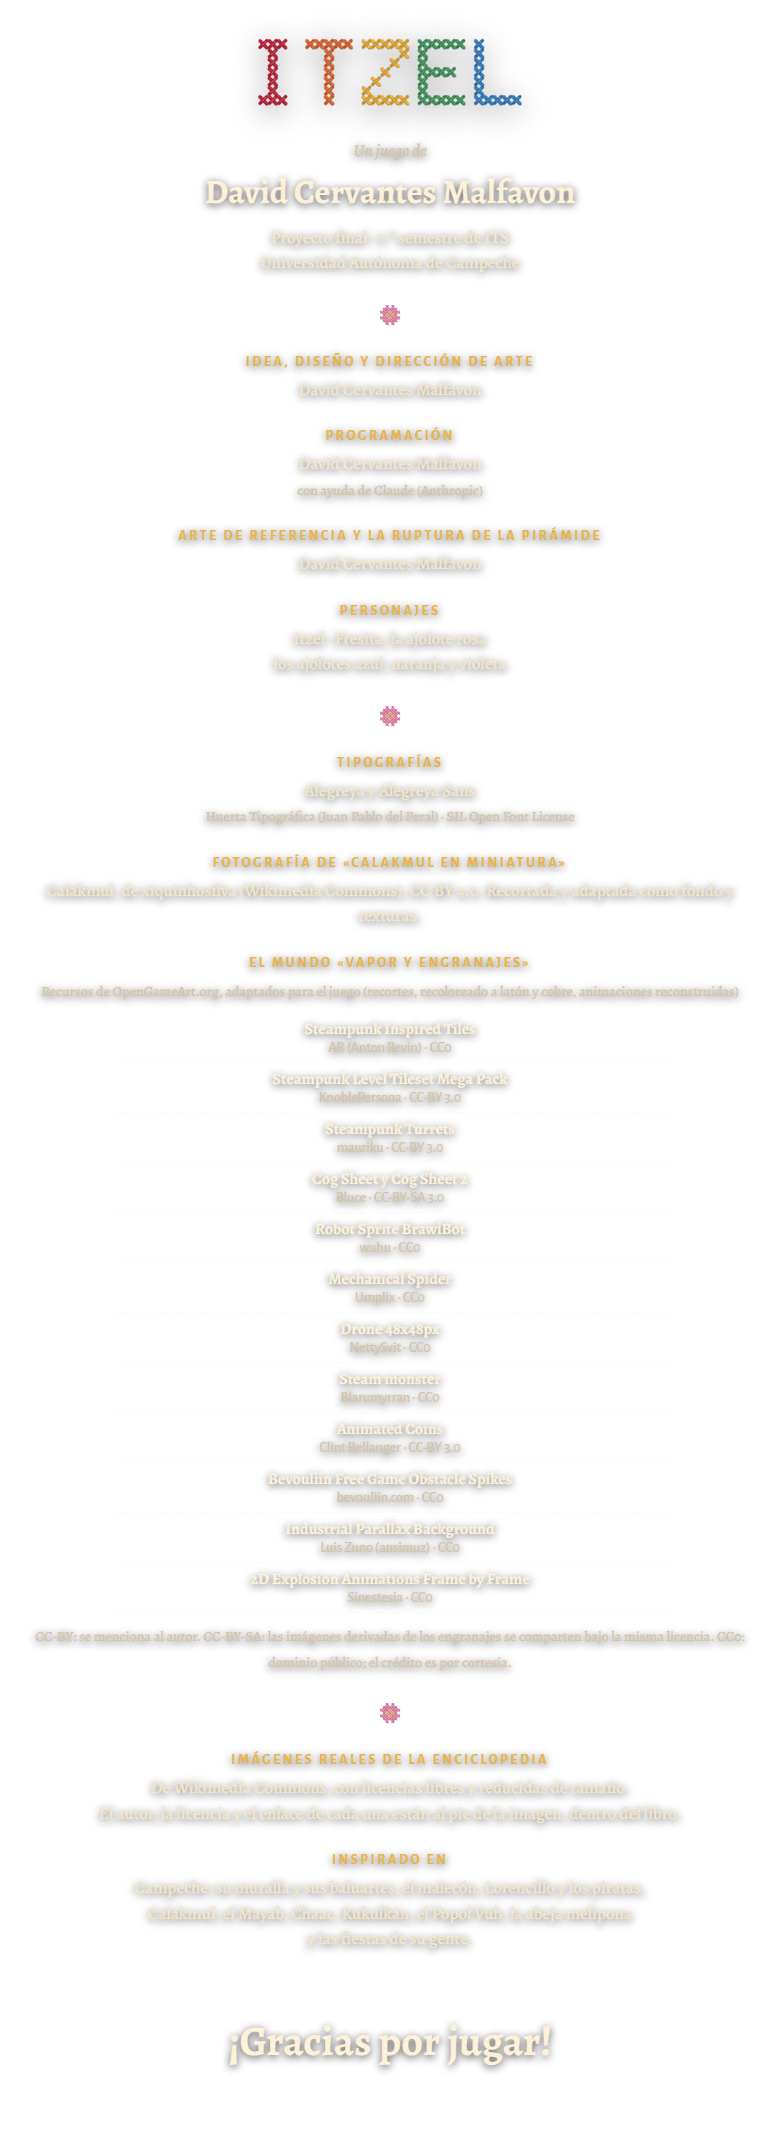 ITZEL
Un juego de
David Cervantes Malfavon
Proyecto final · 7.º semestre de ITS
Universidad Autónoma de Campeche
IDEA, DISEÑO Y DIRECCIÓN DE ARTE
David Cervantes Malfavon
PROGRAMACIÓN
David Cervantes Malfavon
con ayuda de Claude (Anthropic)
ARTE DE REFERENCIA Y LA RUPTURA DE LA PIRÁMIDE
David Cervantes Malfavon
PERSONAJES
Itzel · Fresita, la ajolote rosa
los ajolotes azul, naranja y violeta
TIPOGRAFÍAS
Alegreya y Alegreya Sans
Huerta Tipográfica (Juan Pablo del Peral) · SIL Open Font License
FOTOGRAFÍA DE «CALAKMUL EN MINIATURA»
Calakmul, de xiquinhosilva (Wikimedia Commons), CC BY 2.0. Recortada y adaptada como fondo y
texturas.
EL MUNDO «VAPOR Y ENGRANAJES»
Recursos de OpenGameArt.org, adaptados para el juego (recortes, recoloreado a latón y cobre, animaciones reconstruidas)
Steampunk Inspired Tiles
AR (Anton Revin) · CC0
Steampunk Level Tileset Mega Pack
KnoblePersona · CC-BY 3.0
Steampunk Turrets
mauriku · CC-BY 3.0
Cog Sheet y Cog Sheet 2
Bluce · CC-BY-SA 3.0
Robot Sprite BrawlBot
wuhu · CC0
Mechanical Spider
Umplix · CC0
Drone 48x48px
NettySvit · CC0
Steam monster
Blarumyrran · CC0
Animated Coins
Clint Bellanger · CC-BY 3.0
Bevouliin Free Game Obstacle Spikes
bevouliin.com · CC0
Industrial Parallax Background
Luis Zuno (ansimuz) · CC0
2D Explosion Animations Frame by Frame
Sinestesia · CC0
CC-BY: se menciona al autor. CC-BY-SA: las imágenes derivadas de los engranajes se comparten bajo la misma licencia. CC0:
dominio público; el crédito es por cortesía.
IMÁGENES REALES DE LA ENCICLOPEDIA
De Wikimedia Commons, con licencias libres y reducidas de tamaño.
El autor, la licencia y el enlace de cada una están al pie de la imagen, dentro del libro.
INSPIRADO EN
Campeche: su muralla y sus baluartes, el malecón, Lorencillo y los piratas,
Calakmul, el Mayab, Chaac, Kukulkán, el Popol Vuh, la abeja melipona
y las fiestas de su gente.
¡Gracias por jugar!